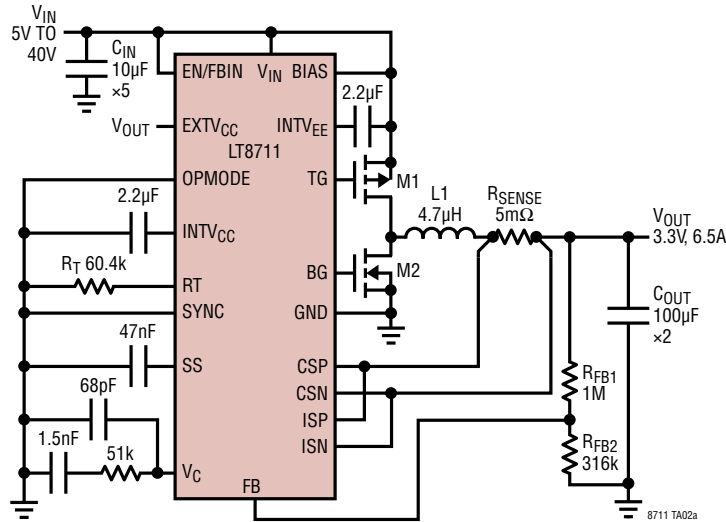 VIN
5V TO
40V
CIN
10µF
×5
EN/FBIN
VIN
BIAS
2.2µF
VOUT
EXTVCC
INTVEE
LT8711
OPMODE
TG
M1
2.2µF
INTVCC
L1
4.7µH
RSENSE
5mΩ
VOUT
3.3V, 6.5A
RT 60.4k
RT
BG
M2
SYNC
GND
COUT
100µF
×2
47nF
SS
CSP
CSN
RFB1
1M
68pF
ISP
ISN
1.5nF
51k
VC
RFB2
316k
FB
8711 TA02a